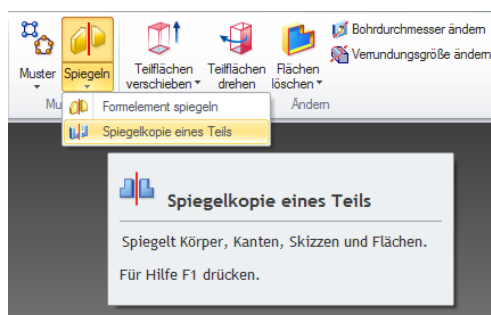 Bohrdurchmesser ändern
Verrundungsgröße ändern
Muster Spiegeln Teilflächen verschieben Teilflächen drehen Flächen löschen
Mu Ändern
Formelement spiegeln
Spiegelkopie eines Teils
Spiegelkopie eines Teils
Spiegelt Körper, Kanten, Skizzen und Flächen.
Für Hilfe F1 drücken.